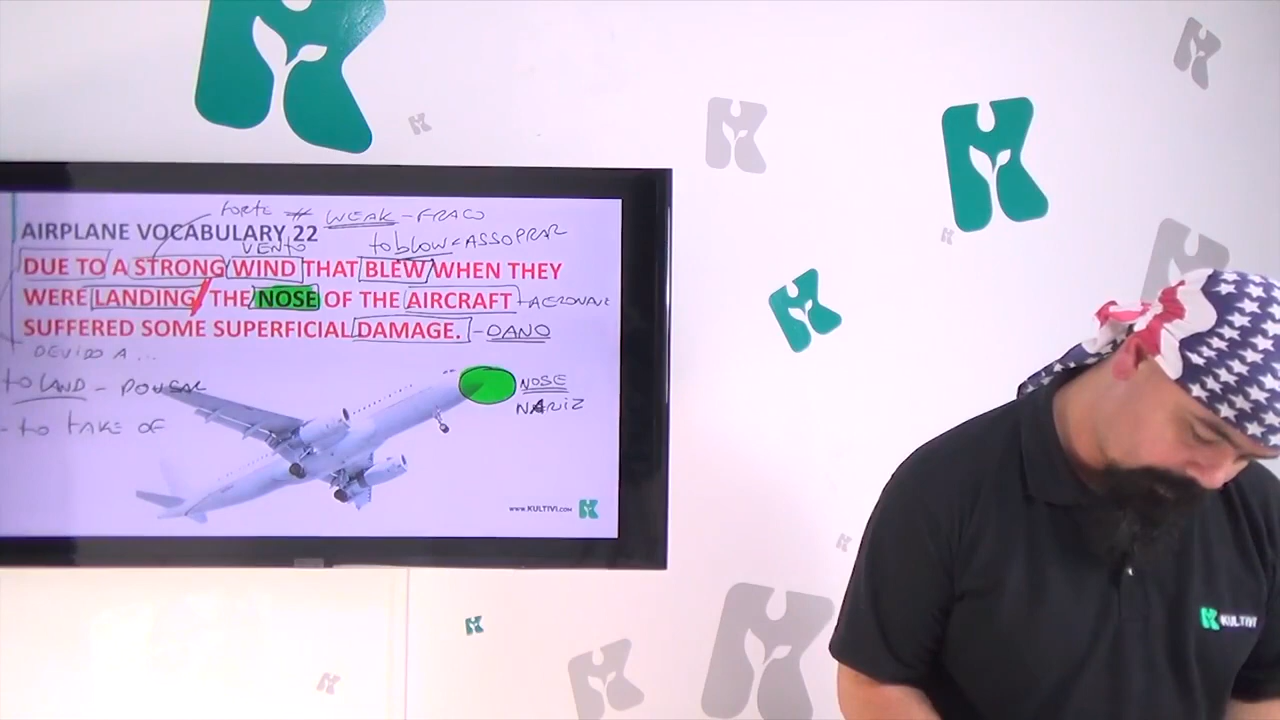 FORTE ≠ WEAK - FRACO
AIRPLANE VOCABULARY 22
VENTO
to blow = ASSOPRAR
DUE TO A STRONG WIND THAT BLEW WHEN THEY
WERE LANDING / THE NOSE OF THE AIRCRAFT - AERONAVE
SUFFERED SOME SUPERFICIAL DAMAGE. - DANO
DEVIDO A ...
to LAND - POUSAR
NOSE
NARIZ
- to TAKE OF
www.KULTIVI.com
KULTIVI